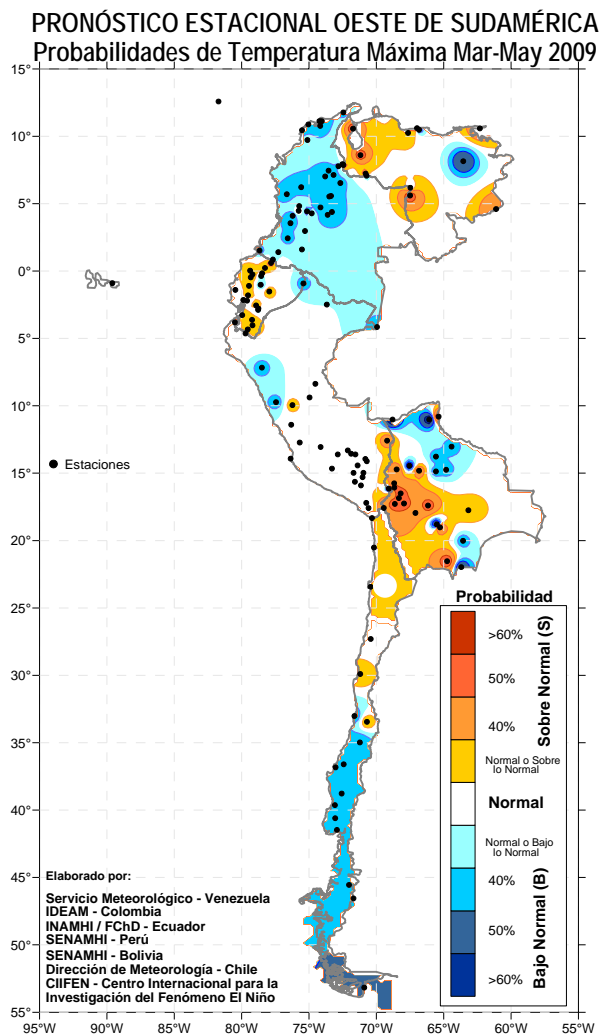 PRONÓSTICO ESTACIONAL OESTE DE SUDAMÉRICA
Probabilidades de Temperatura Máxima Mar-May 2009
15°
10°
5°
0°
5°
10°
15°
20°
25°
30°
35°
40°
45°
50°
55°
Estaciones
Probabilidad
>60%
50%
40%
Normal o Sobre
lo Normal
Normal
Normal o Bajo
lo Normal
40%
50%
>60%
Sobre Normal (S)
Bajo Normal (B)
Elaborado por:
Servicio Meteorológico - Venezuela
IDEAM - Colombia
INAMHI / FChD - Ecuador
SENAMHI - Perú
SENAMHI - Bolivia
Dirección de Meteorología - Chile
CIIFEN - Centro Internacional para la
Investigación del Fenómeno El Niño
95°W 90°W 85°W 80°W 75°W 70°W 65°W 60°W 55°W